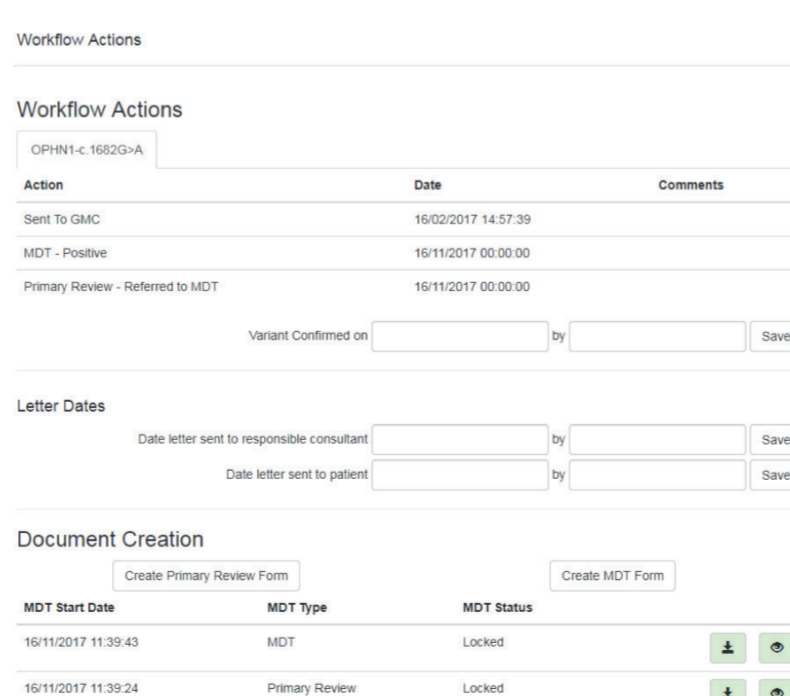 Workflow Actions
Workflow Actions
OPHN1-c.1682G>A
Action Date Comments
Sent To GMC 16/02/2017 14:57:39
MDT - Positive 16/11/2017 00:00:00
Primary Review - Referred to MDT 16/11/2017 00:00:00
Variant Confirmed on by Save
Letter Dates
Date letter sent to responsible consultant by Save
Date letter sent to patient by Save
Document Creation
Create Primary Review Form Create MDT Form
MDT Start Date MDT Type MDT Status
16/11/2017 11:39:43 MDT Locked
16/11/2017 11:39:24 Primary Review Locked